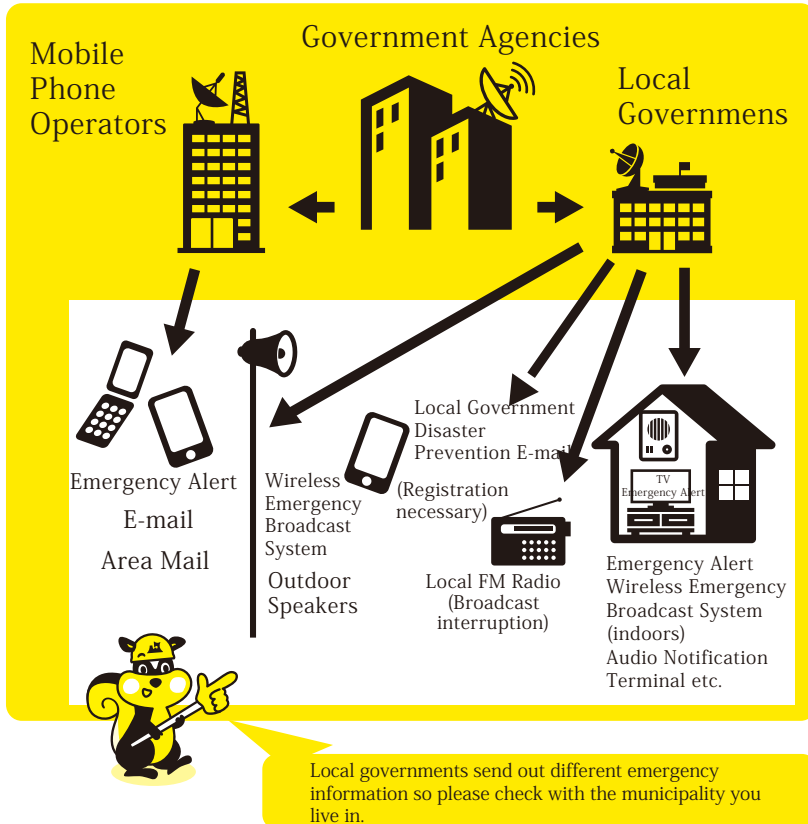 Government Agencies
Mobile
Phone
Operators
Local
Governmens
Emergency Alert
E-mail
Area Mail
Wireless
Emergency
Broadcast
System
Outdoor
Speakers
Local Government
Disaster
Prevention E-mail
(Registration
necessary)
Local FM Radio
(Broadcast
interruption)
TV
Emergency Alert
Emergency Alert
Wireless Emergency
Broadcast System
(indoors)
Audio Notification
Terminal etc.
Local governments send out different emergency
information so please check with the municipality you
live in.